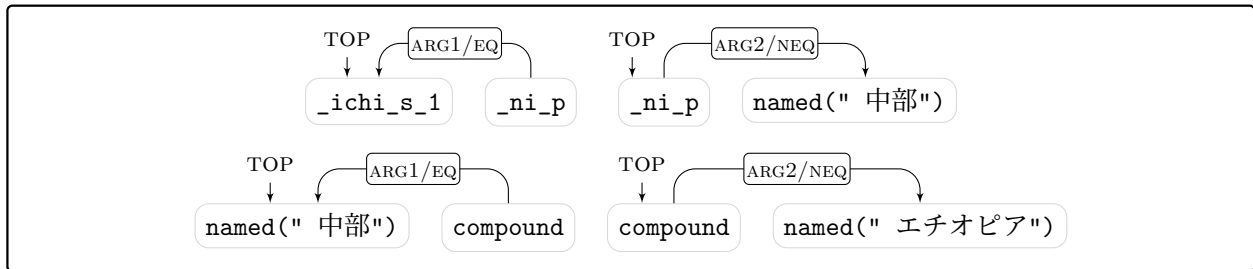 TOP ARG1/EQ TOP ARG2/NEQ
_ichi_s_1 _ni_p _ni_p named(" 中部")
TOP ARG1/EQ TOP ARG2/NEQ
named(" 中部") compound compound named(" エチオピア")